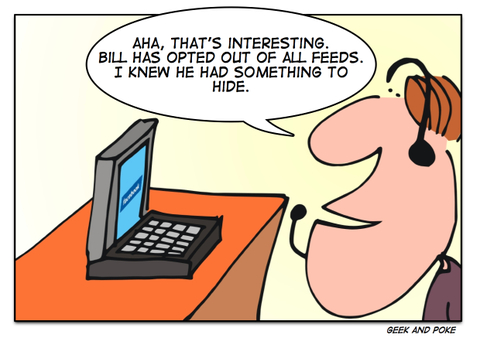 AHA, THAT'S INTERESTING.
BILL HAS OPTED OUT OF ALL FEEDS.
I KNEW HE HAD SOMETHING TO
HIDE.
facebook
GEEK AND POKE